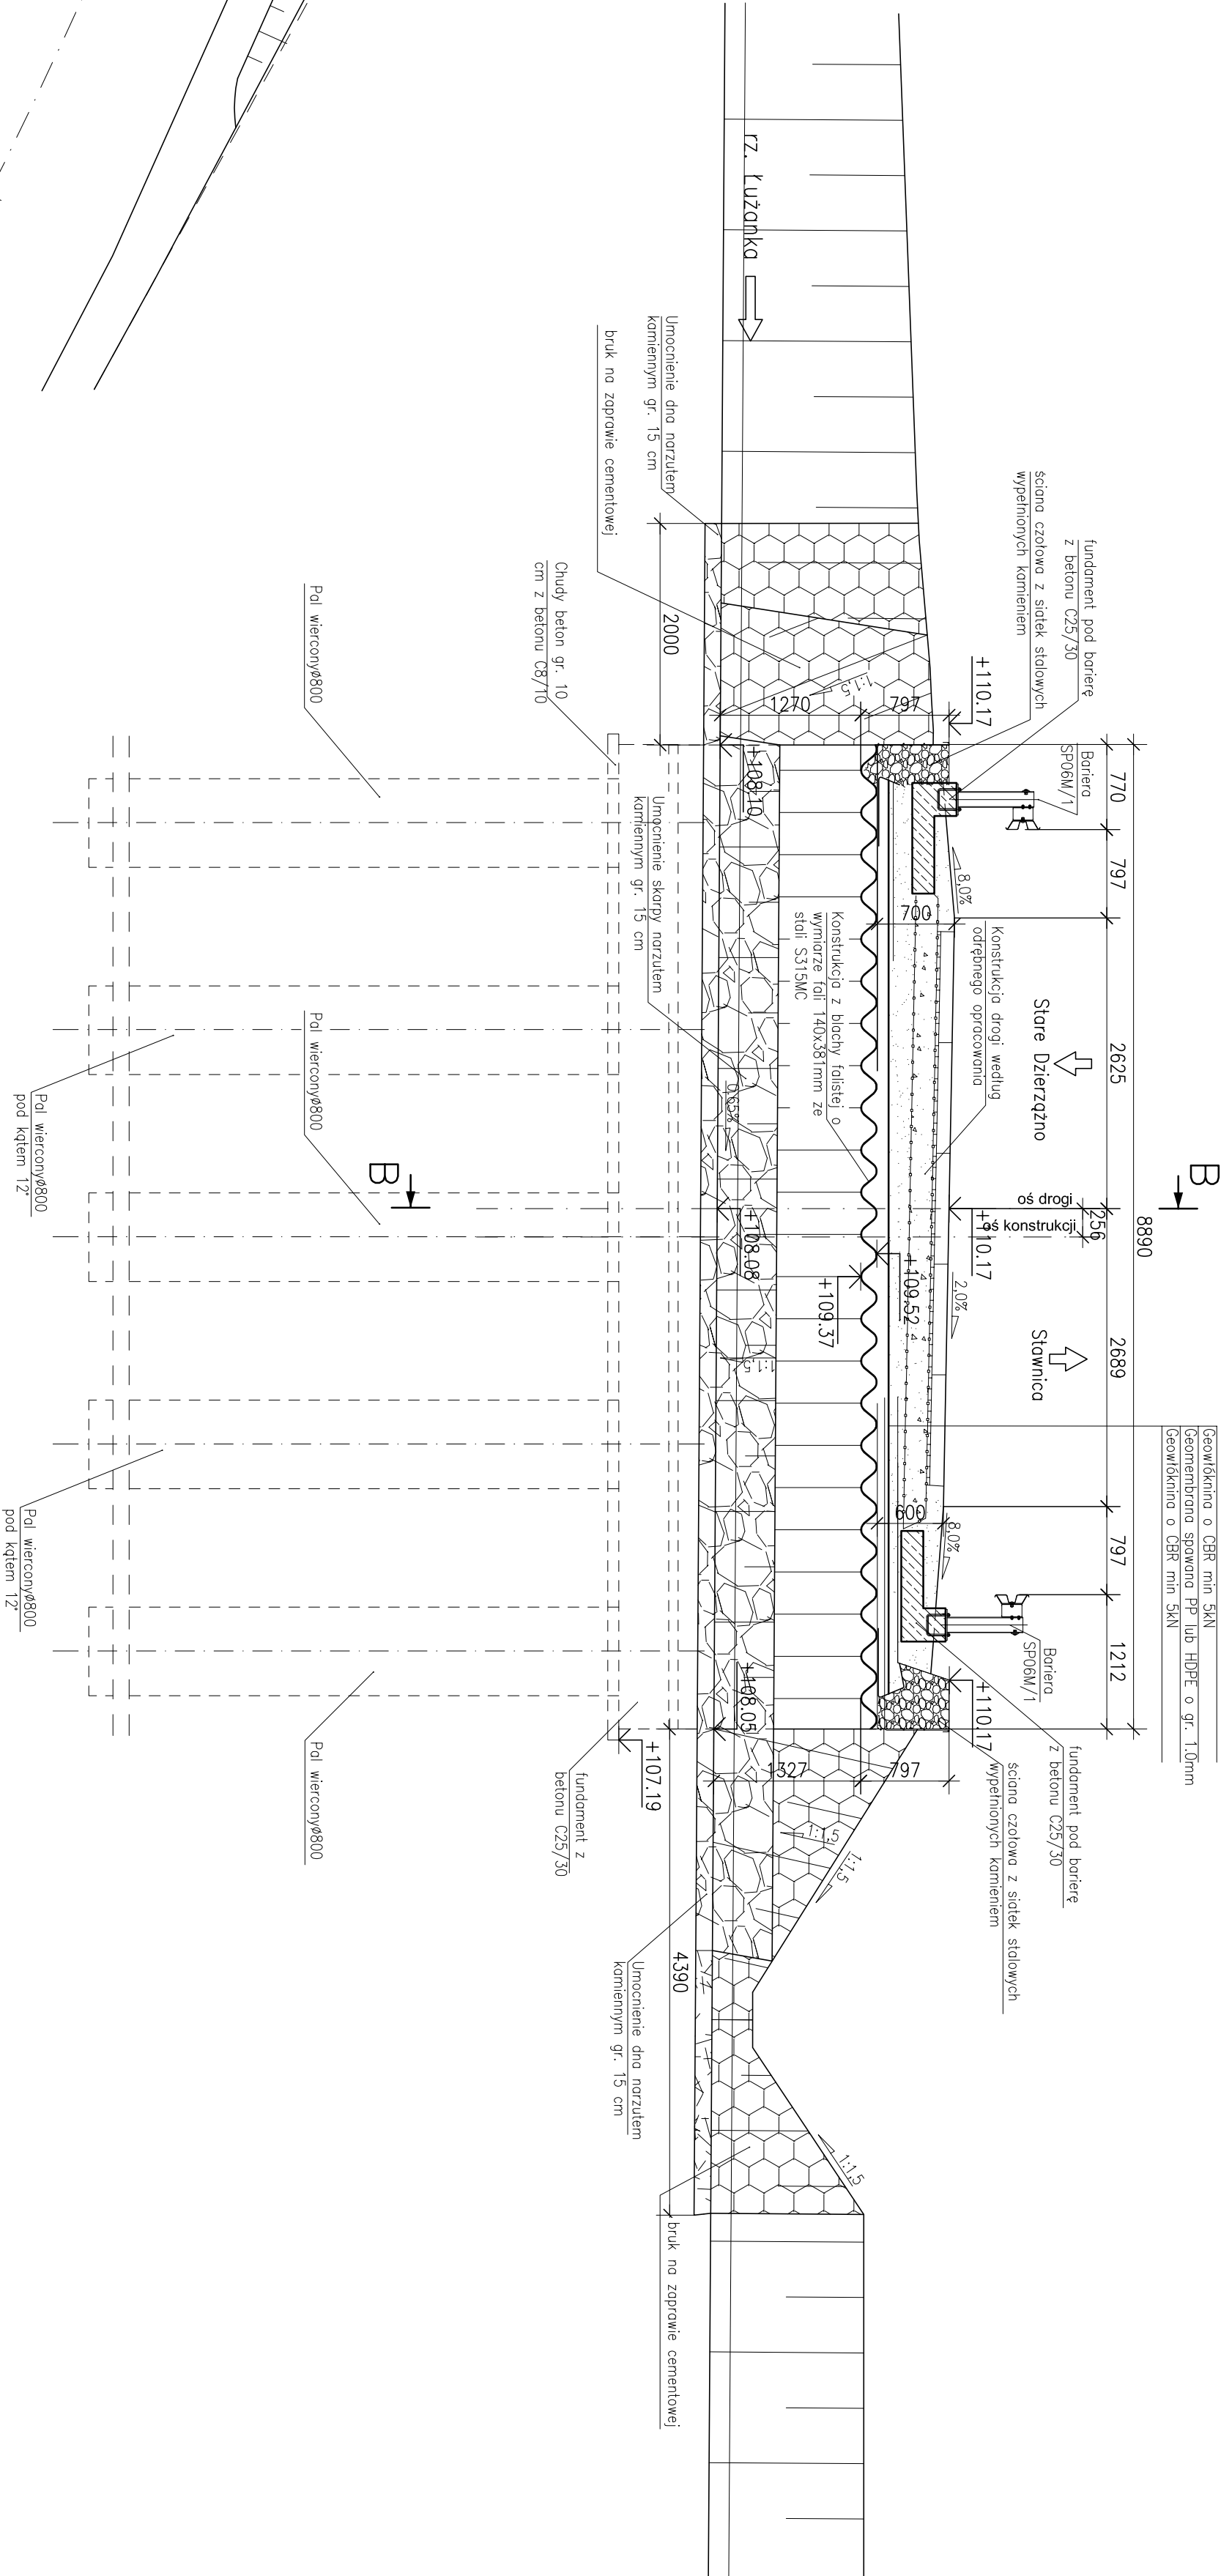 rz. Łużanka
Umocnienie dna narzutem
kamiennym gr. 15 cm
bruk na zaprawie cementowej
ściana czołowa z siatek stalowych
wypełnionych kamieniem
fundament pod barierę
z betonu C25/30
2000
Chudy beton gr. 10
cm z betonu C8/10
Pal wiercony⌀800
1:1,5
1270
797
+110.17
Bariera
SP06M/1
8890
770
797
2625
256
2689
797
1212
+108.10
Umocnienie skarpy narzutem
kamiennym gr. 15 cm
8,0%
700
Konstrukcja z blachy falistej o
wymiarze fali 140x381mm ze
stali S315MC
Konstrukcja drogi według
odrębnego opracowania
Stare Dzierzążno
0,65%
Pal wiercony⌀800
Pal wiercony⌀800
pod kątem 12°
B
B
oś drogi
oś konstrukcji
+110.17
+108.08
+109.52
+109.37
2,0%
Stawnica
1:1,5
Geowłóknina o CBR min 5kN
Geomembrana spawana PP lub HDPE o gr. 1.0mm
Geowłóknina o CBR min 5kN
600
8,0%
Bariera
SP06M/1
+110.17
Pal wiercony⌀800
pod kątem 12°
+108.05
+107.19
Pal wiercony⌀800
fundament z
betonu C25/30
fundament pod barierę
z betonu C25/30
ściana czołowa z siatek stalowych
wypełnionych kamieniem
1327
797
1:1,5
1:1,5
4390
Umocnienie dna narzutem
kamiennym gr. 15 cm
1:1,5
bruk na zaprawie cementowej